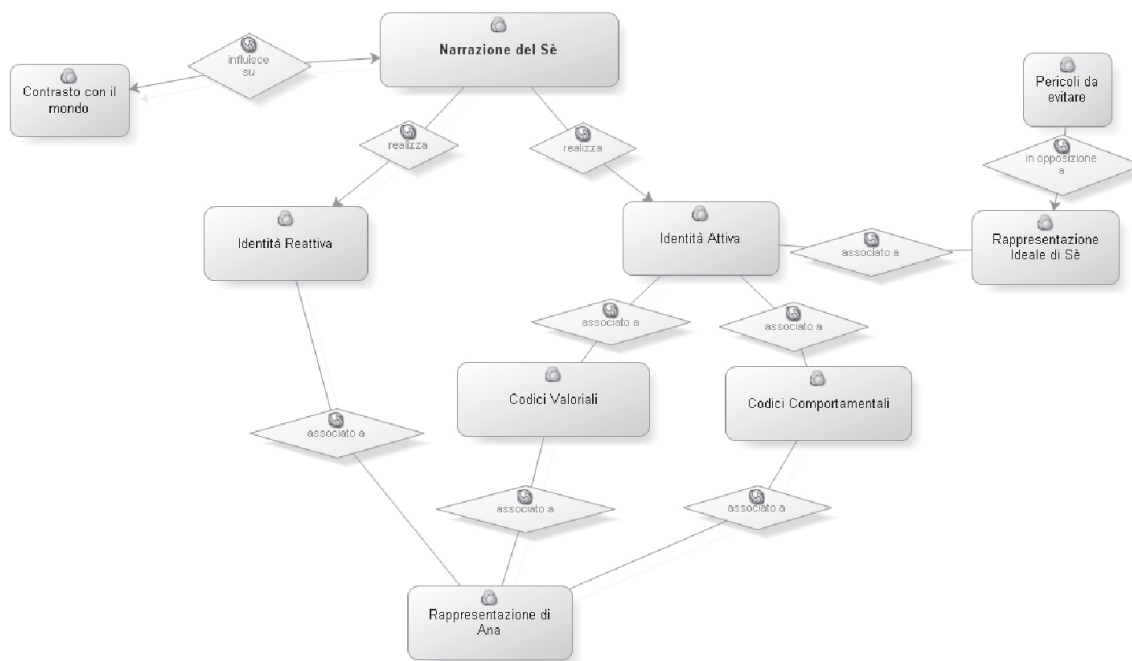 Narrazione del Sè
influisce
su
Contrasto con il
mondo
Pericoli da
evitare
realizza
realizza
in opposizione
a
Identità Reattiva
Identità Attiva
associato a
Rappresentazione
Ideale di Sè
associato a
associato a
Codici Valoriali
Codici Comportamentali
associato a
associato a
associato a
Rappresentazione di
Ana